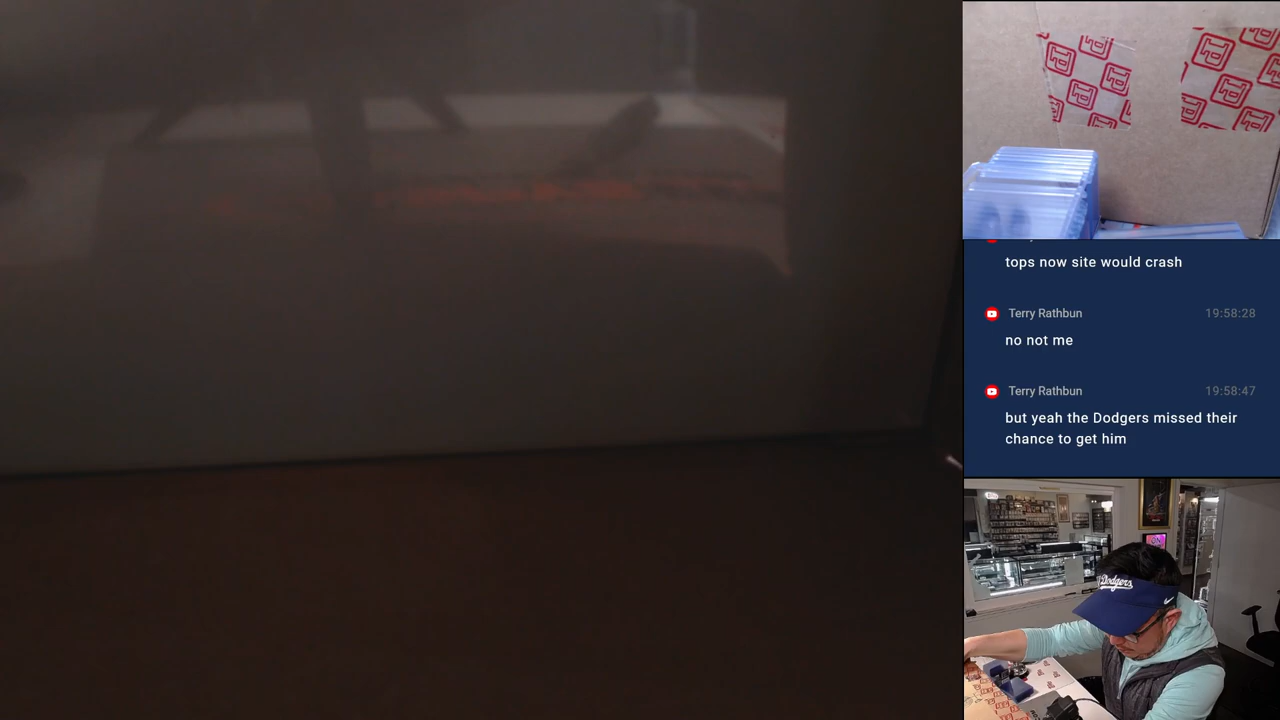 tops now site would crash
Terry Rathbun
19:58:28
no not me
Terry Rathbun
19:58:47
but yeah the Dodgers missed their
chance to get him
Dodgers